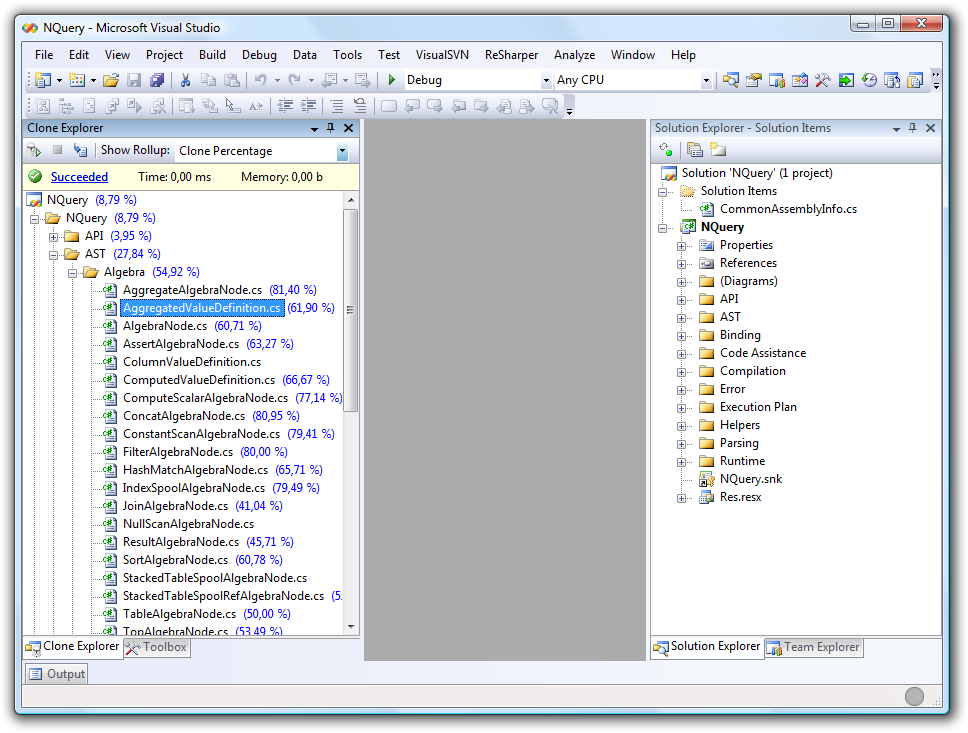 NQuery - Microsoft Visual Studio
File Edit View Project Build Debug Data Tools Test VisualSVN ReSharper Analyze Window Help
Debug Any CPU
Clone Explorer
Show Rollup: Clone Percentage
Succeeded Time: 0,00 ms Memory: 0,00 b
NQuery (8,79 %)
NQuery (8,79 %)
API (3,95 %)
AST (27,84 %)
Algebra (54,92 %)
AggregateAlgebraNode.cs (81,40 %)
AggregatedValueDefinition.cs (61,90 %)
AlgebraNode.cs (60,71 %)
AssertAlgebraNode.cs (63,27 %)
ColumnValueDefinition.cs
ComputedValueDefinition.cs (66,67 %)
ComputeScalarAlgebraNode.cs (77,14 %)
ConcatAlgebraNode.cs (80,95 %)
ConstantScanAlgebraNode.cs (79,41 %)
FilterAlgebraNode.cs (80,00 %)
HashMatchAlgebraNode.cs (65,71 %)
IndexSpoolAlgebraNode.cs (79,49 %)
JoinAlgebraNode.cs (41,04 %)
NullScanAlgebraNode.cs
ResultAlgebraNode.cs (45,71 %)
SortAlgebraNode.cs (60,78 %)
StackedTableSpoolAlgebraNode.cs
StackedTableSpoolRefAlgebraNode.cs (5
TableAlgebraNode.cs (50,00 %)
TopAlgebraNode.cs (53,49 %)
Clone Explorer Toolbox
Output
Solution Explorer - Solution Items
Solution 'NQuery' (1 project)
Solution Items
CommonAssemblyInfo.cs
NQuery
Properties
References
(Diagrams)
API
AST
Binding
Code Assistance
Compilation
Error
Execution Plan
Helpers
Parsing
Runtime
NQuery.snk
Res.resx
Solution Explorer Team Explorer